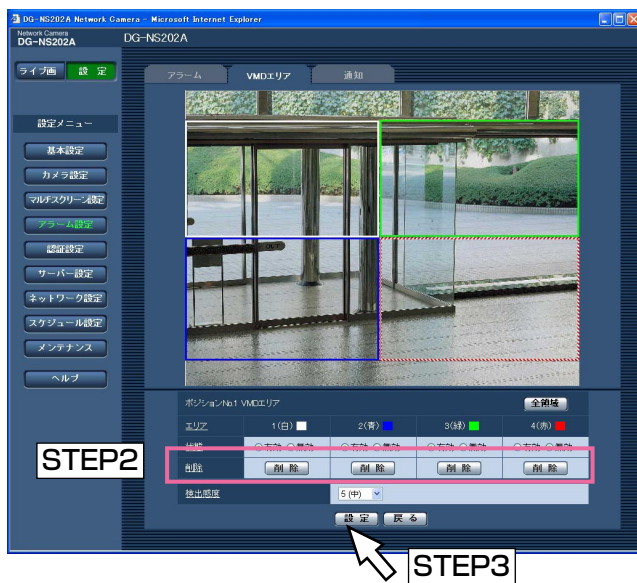 DG-NS202A Network Camera - Microsoft Internet Explorer
Network Camera
DG-NS202A
DG-NS202A
ライブ画 設 定
アラーム VMDエリア 通知
設定メニュー
基本設定
カメラ設定
マルチスクリーン設定
アラーム設定
認証設定
サーバー設定
ネットワーク設定
スケジュール設定
メンテナンス
ヘルプ
ポジションNo.1 VMDエリア 全領域
エリア 1(白) 2(青) 3(緑) 4(赤)
状態 有効 無効 有効 無効 有効 無効 有効 無効
STEP2
削除 削 除 削 除 削 除 削 除
検出感度 5 (中)
設 定 戻 る
STEP3